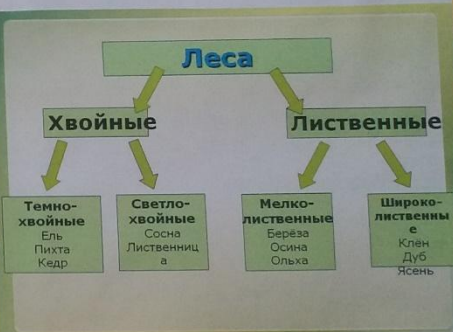 Леса
Хвойные
Лиственные
Темно-
хвойные
Ель
Пихта
Кедр
Светло-
хвойные
Сосна
Лиственниц
а
Мелко-
лиственные
Берёза
Осина
Ольха
Широко-
лиственны
е
Клён
Дуб
Ясень